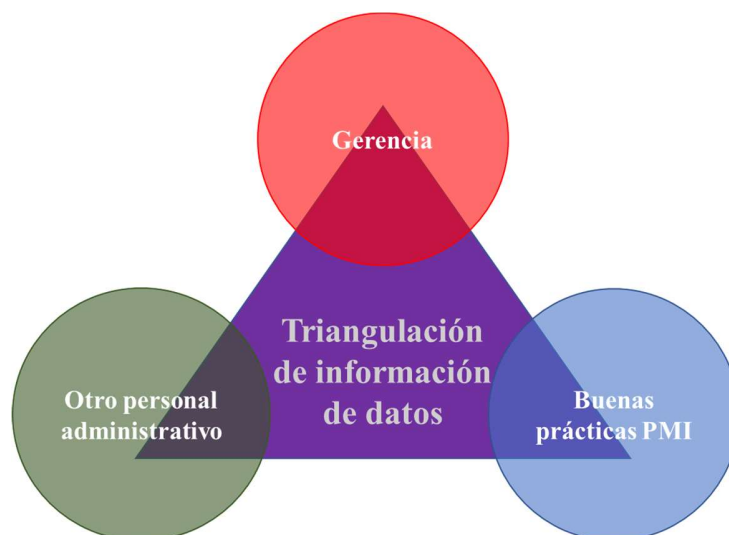 Gerencia
Triangulación
de información
de datos
Otro personal
administrativo
Buenas
prácticas PMI